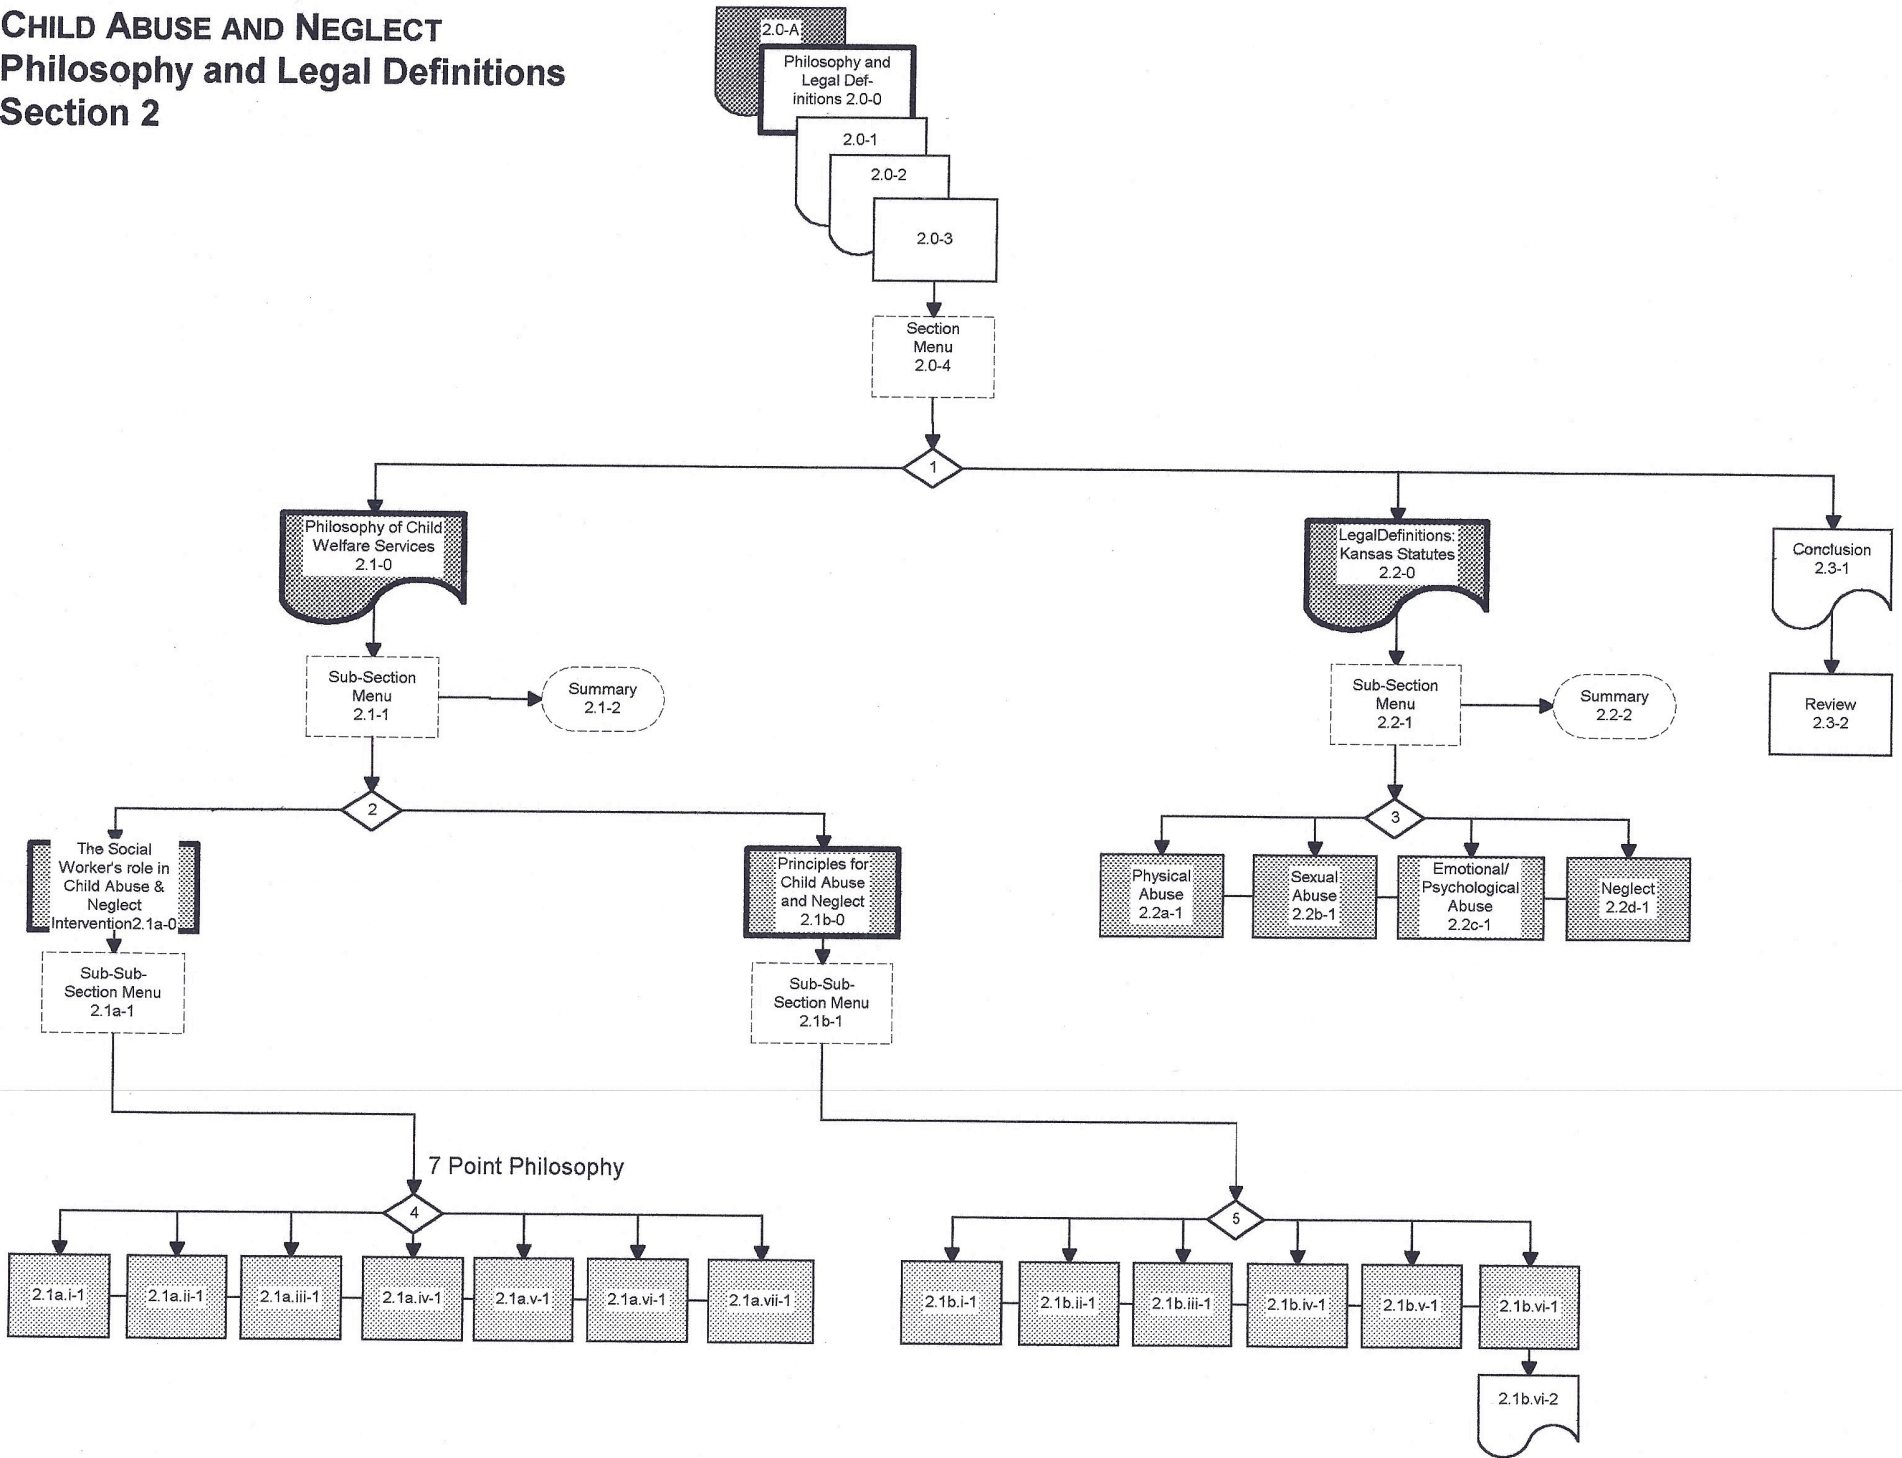 CHILD ABUSE AND NEGLECT
Philosophy and Legal Definitions
Section 2
2.0-A
Philosophy and
Legal Def-
initions 2.0-0
2.0-1
2.0-2
2.0-3
Section
Menu
2.0-4
1
Philosophy of Child
Welfare Services
2.1-0
LegalDefinitions:
Kansas Statutes
2.2-0
Conclusion
2.3-1
Sub-Section
Menu
2.1-1
Summary
2.1-2
Sub-Section
Menu
2.2-1
Summary
2.2-2
Review
2.3-2
2
3
The Social
Worker's role in
Child Abuse &
Neglect
Intervention2.1a-0
Principles for
Child Abuse
and Neglect
2.1b-0
Physical
Abuse
2.2a-1
Sexual
Abuse
2.2b-1
Emotional/
Psychological
Abuse
2.2c-1
Neglect
2.2d-1
Sub-Sub-
Section Menu
2.1a-1
Sub-Sub-
Section Menu
2.1b-1
7 Point Philosophy
4
5
2.1a.i-1
2.1a.ii-1
2.1a.iii-1
2.1a.iv-1
2.1a.v-1
2.1a.vi-1
2.1a.vii-1
2.1b.i-1
2.1b.ii-1
2.1b.iii-1
2.1b.iv-1
2.1b.v-1
2.1b.vi-1
2.1b.vi-2